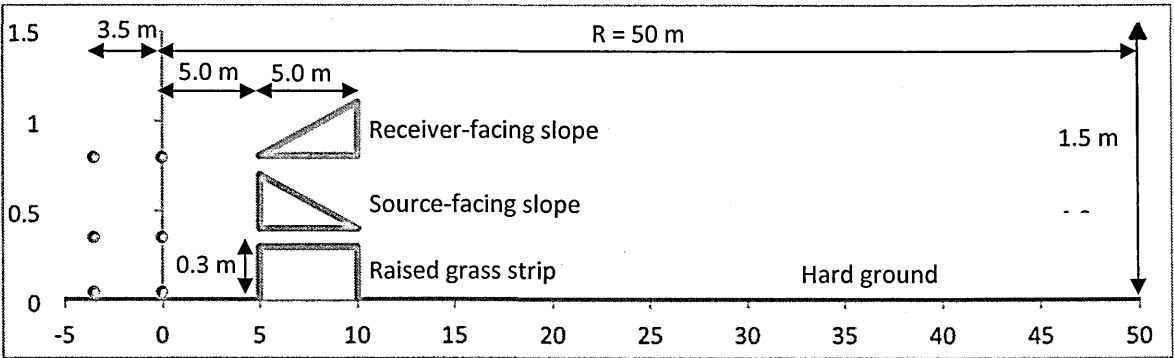 1.5
3.5 m
R = 50 m
5.0 m
5.0 m
1
Receiver-facing slope
1.5 m
0.5
Source-facing slope
0.3 m
Raised grass strip
Hard ground
0
-5 0 5 10 15 20 25 30 35 40 45 50